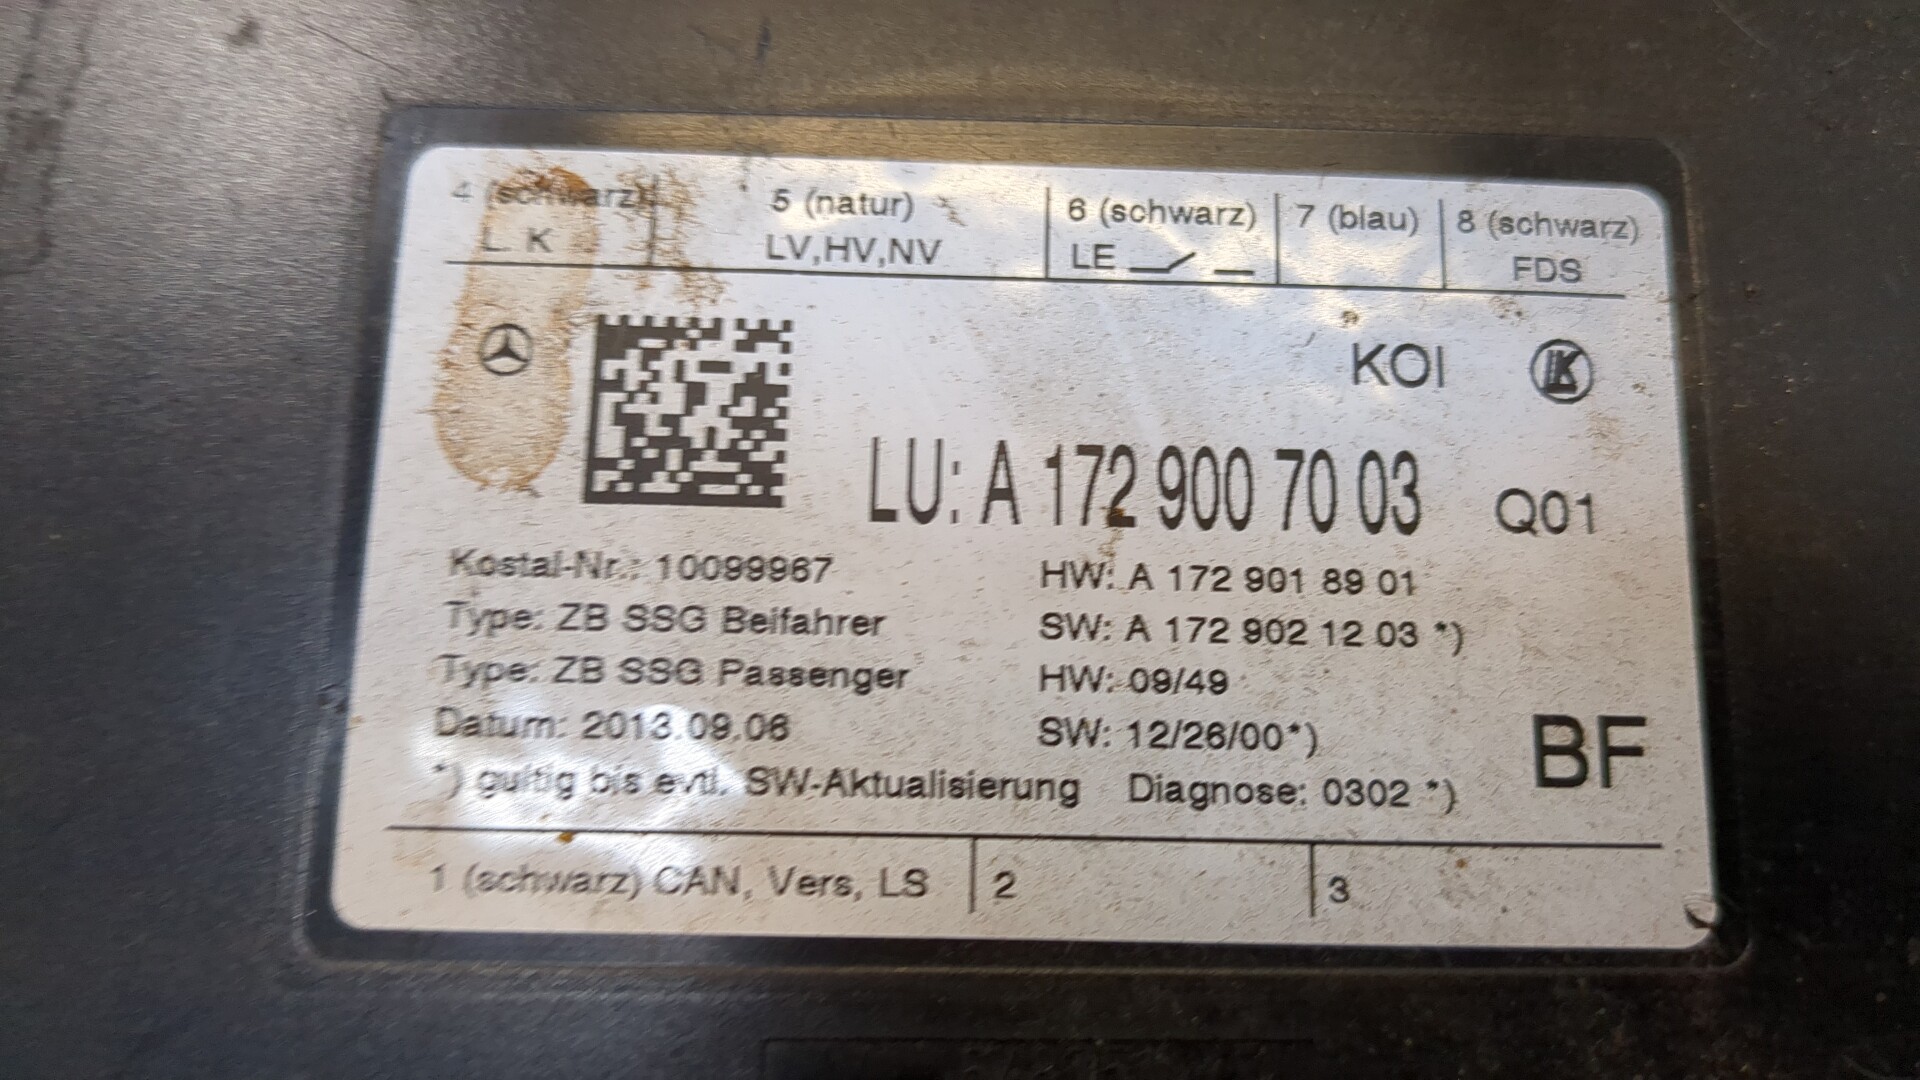 4 (schwarz) 5 (natur) 6 (schwarz) 7 (blau) 8 (schwarz)
L K LV,HV,NV LE FDS
KOI
LU: A 172 900 70 03 Q01
Kostal-Nr.: 10099967 HW: A 172 901 89 01
Type: ZB SSG Beifahrer SW: A 172 902 12 03 *)
Type: ZB SSG Passenger HW: 09/49
Datum: 2013.09.06 SW: 12/26/00*)
BF
*) gültig bis evtl. SW-Aktualisierung Diagnose: 0302 *)
1 (schwarz) CAN, Vers, LS 2 3